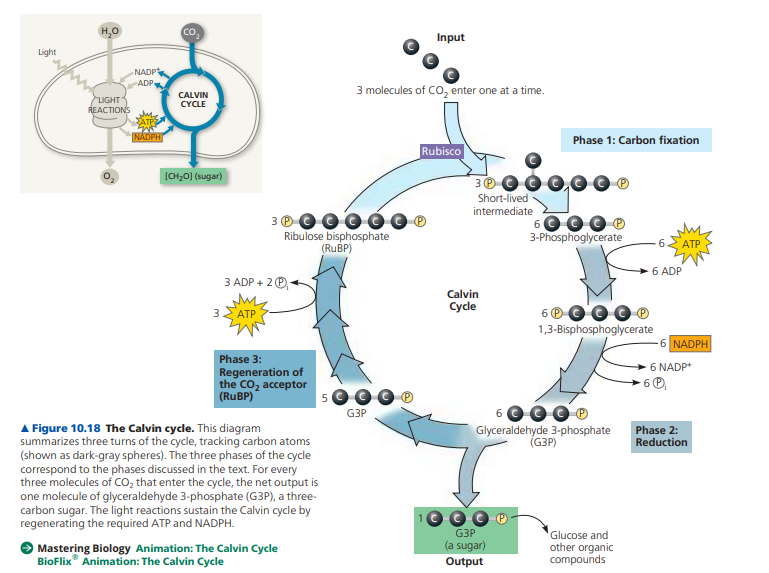 H₂O
CO₂
Light
NADP⁺
ADP
CALVIN
CYCLE
LIGHT
REACTIONS
ATP
NADPH
O₂
[CH₂O] (sugar)
Input
C
C
C
3 molecules of CO₂ enter one at a time.
Phase 1: Carbon fixation
Rubisco
C
3 P C C C C C P
Short-lived
intermediate
3 P C C C C C P
Ribulose bisphosphate
(RuBP)
6 C C C P
3-Phosphoglycerate
6 ATP
6 ADP
3 ADP + 2 Pᵢ
3 ATP
Calvin
Cycle
6 P C C C P
1,3-Bisphosphoglycerate
6 NADPH
6 NADP⁺
6 Pᵢ
Phase 3:
Regeneration of
the CO₂ acceptor
(RuBP)
5 C C C P
G3P
6 C C C P
Glyceraldehyde 3-phosphate
(G3P)
Phase 2:
Reduction
▲ Figure 10.18 The Calvin cycle. This diagram
summarizes three turns of the cycle, tracking carbon atoms
(shown as dark-gray spheres). The three phases of the cycle
correspond to the phases discussed in the text. For every
three molecules of CO₂ that enter the cycle, the net output is
one molecule of glyceraldehyde 3-phosphate (G3P), a three-
carbon sugar. The light reactions sustain the Calvin cycle by
regenerating the required ATP and NADPH.
Mastering Biology Animation: The Calvin Cycle
BioFlix® Animation: The Calvin Cycle
1 C C C P
G3P
(a sugar)
Output
Glucose and
other organic
compounds